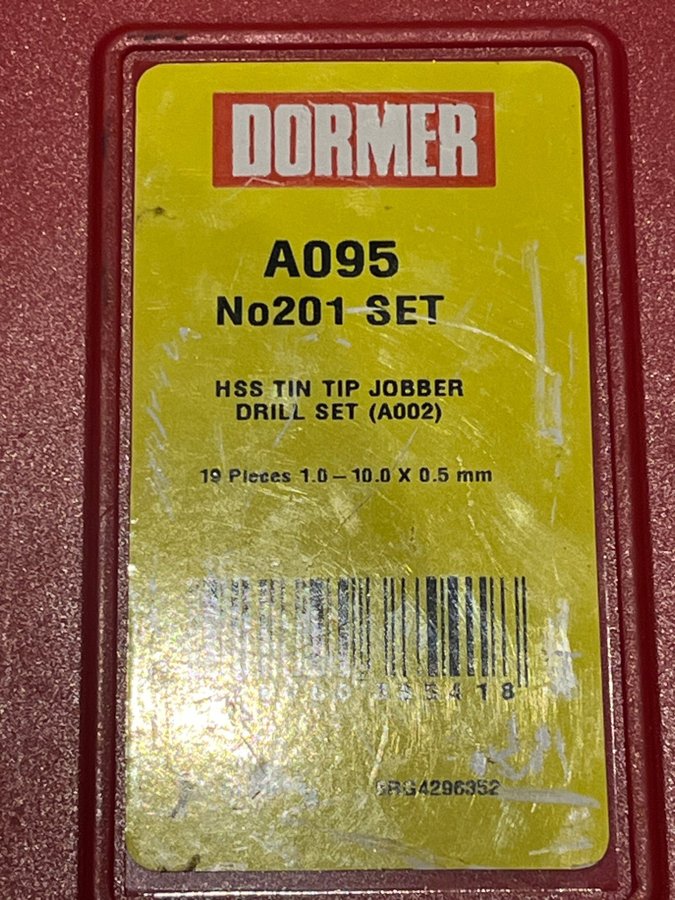 DORMER
A095
No201 SET
HSS TIN TIP JOBBER
DRILL SET (A002)
19 Pieces 1.0 – 10.0 X 0.5 mm